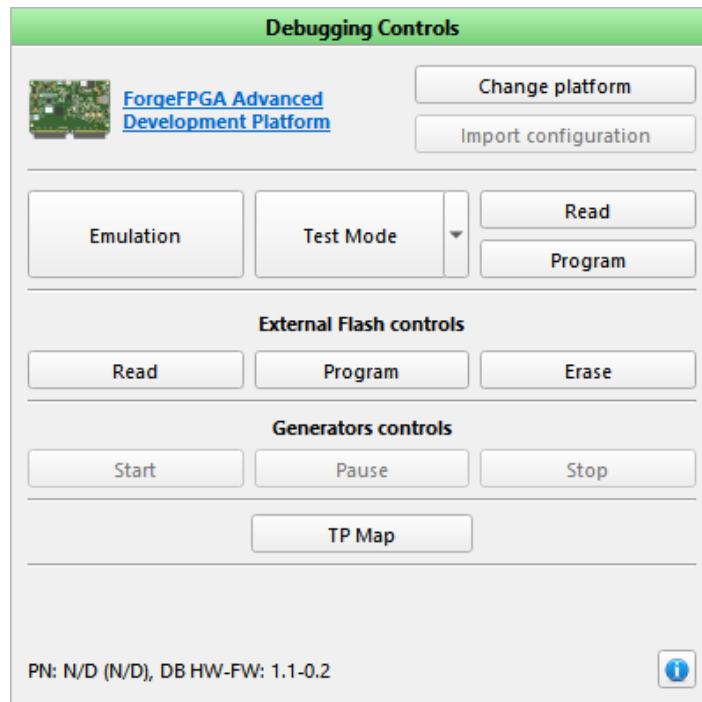 Debugging Controls
ForgeFPGA Advanced
Development Platform
Change platform
Import configuration
Emulation
Test Mode
Read
Program
External Flash controls
Read
Program
Erase
Generators controls
Start
Pause
Stop
TP Map
PN: N/D (N/D), DB HW-FW: 1.1-0.2